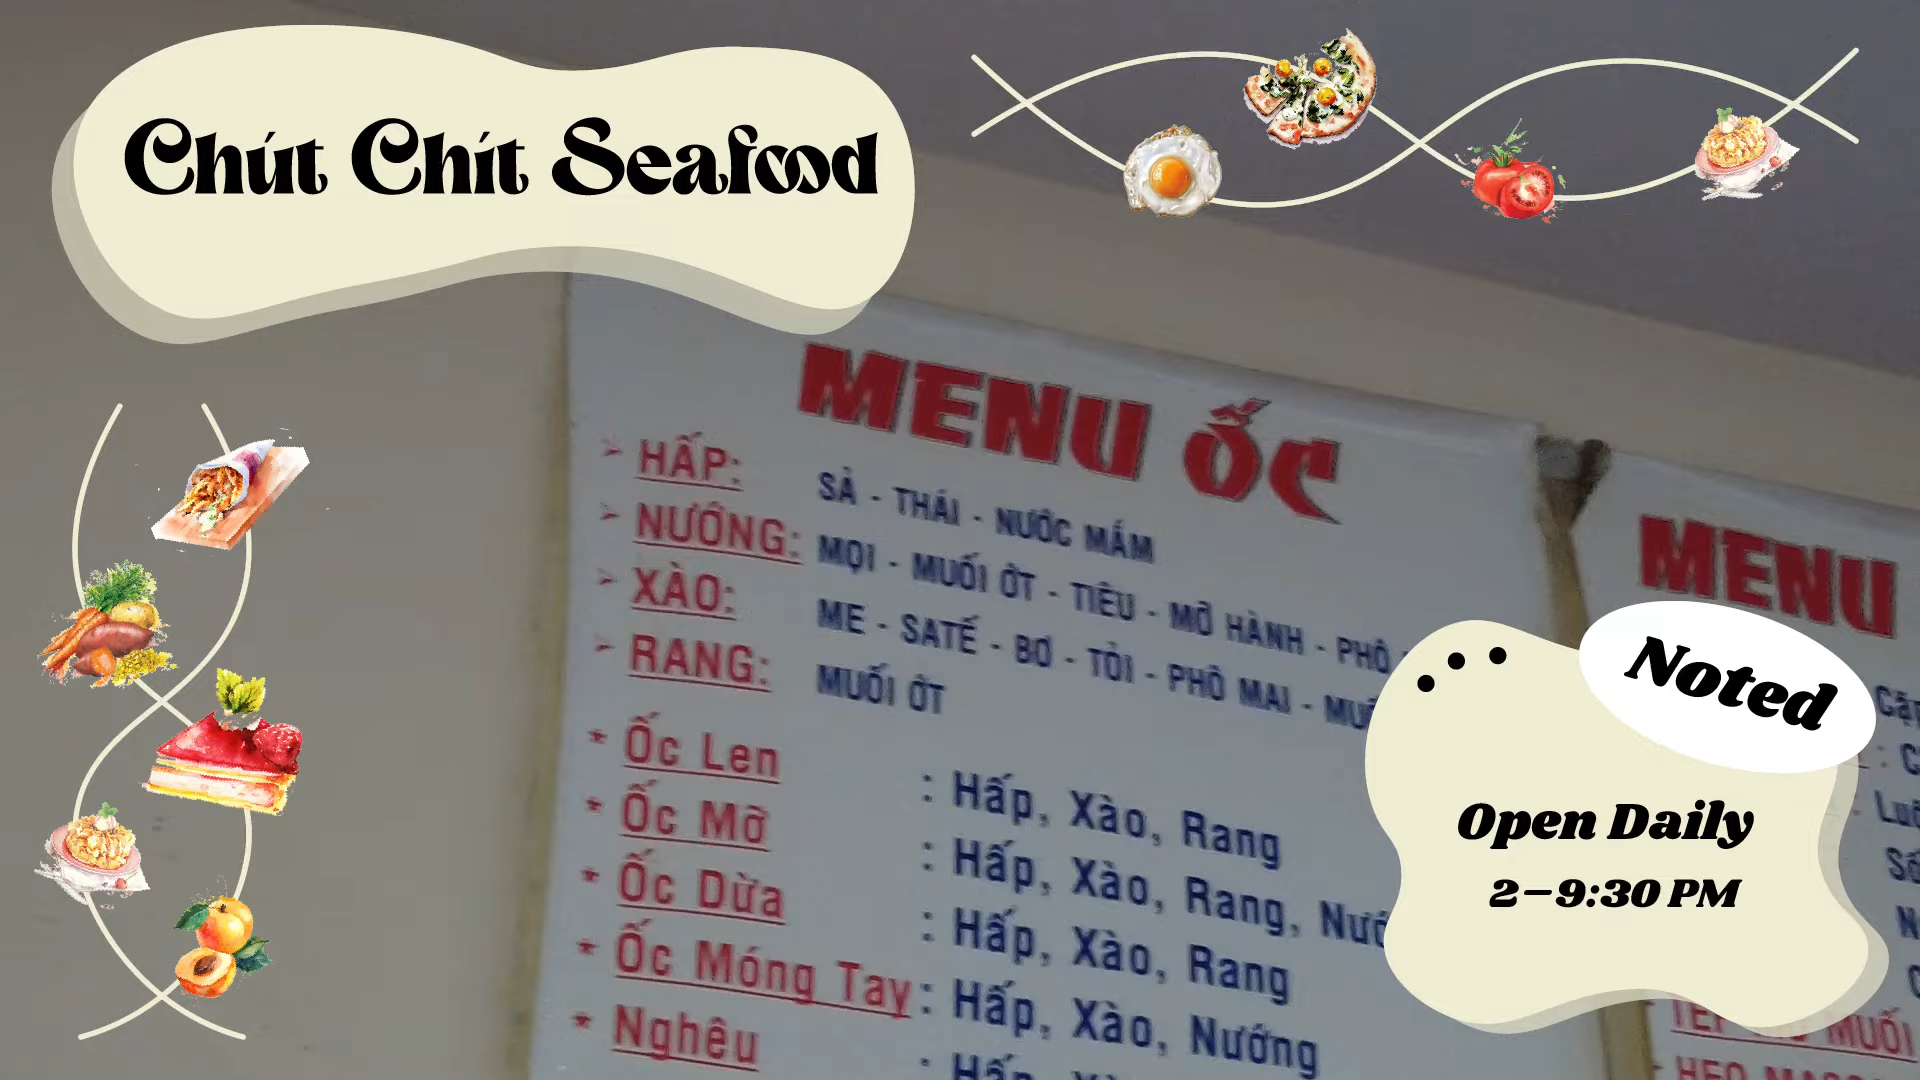 Chút Chít Seafood
MENU ỐC
➢ HẤP: SẢ - THÁI - NƯỚC MẮM
➢ NƯỚNG: MỌI - MUỐI ỚT - TIÊU - MỠ HÀNH - PHÔ
➢ XÀO: ME - SATẾ - BƠ - TỎI - PHÔ MAI -
➢ RANG: MUỐI ỚT
* Ốc Len : Hấp, Xào, Rang
* Ốc Mỡ : Hấp, Xào, Rang,
* Ốc Dừa : Hấp, Xào, Rang
* Ốc Móng Tay : Hấp, Xào, Nướng
* Nghêu : Hấp,
MENU
MUỐI
Noted
Open Daily
2–9:30 PM